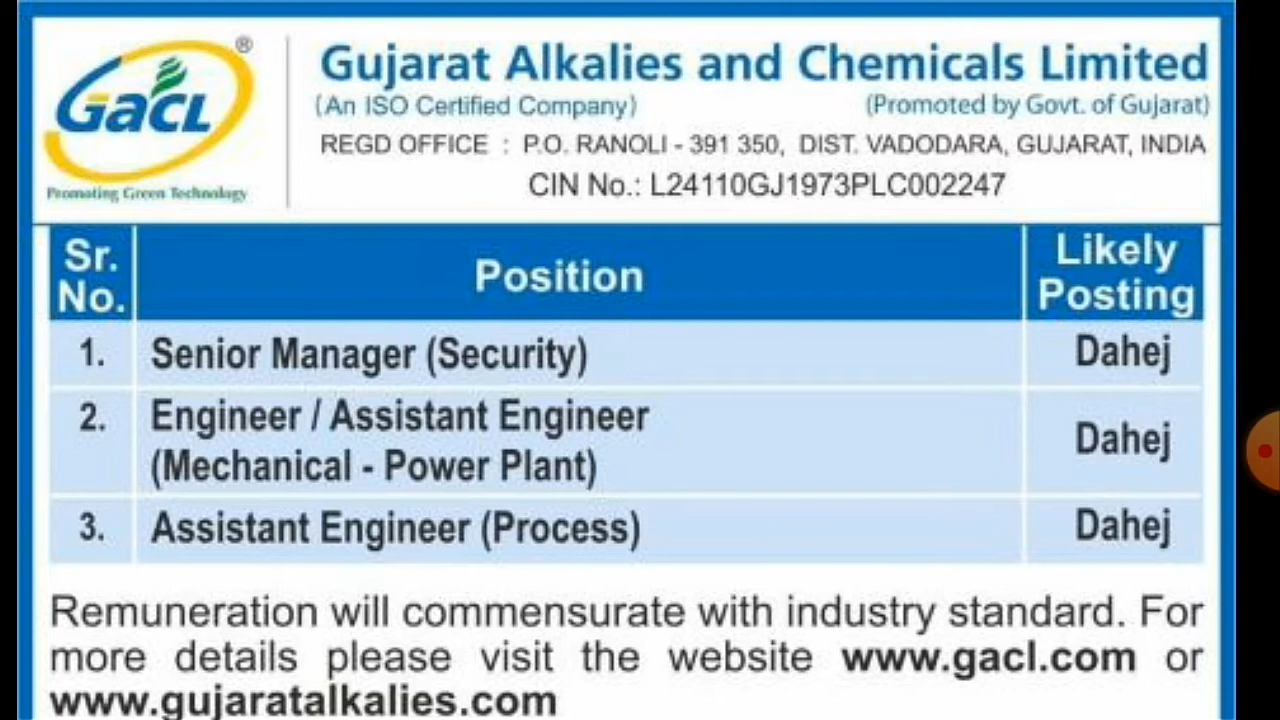 GACL ®
Promoting Green Technology
Gujarat Alkalies and Chemicals Limited
(An ISO Certified Company) (Promoted by Govt. of Gujarat)
REGD OFFICE : P.O. RANOLI - 391 350, DIST. VADODARA, GUJARAT, INDIA
CIN No.: L24110GJ1973PLC002247
Sr. No. Position Likely Posting
1. Senior Manager (Security) Dahej
2. Engineer / Assistant Engineer
(Mechanical - Power Plant) Dahej
3. Assistant Engineer (Process) Dahej
Remuneration will commensurate with industry standard. For
more details please visit the website www.gacl.com or
www.gujaratalkalies.com